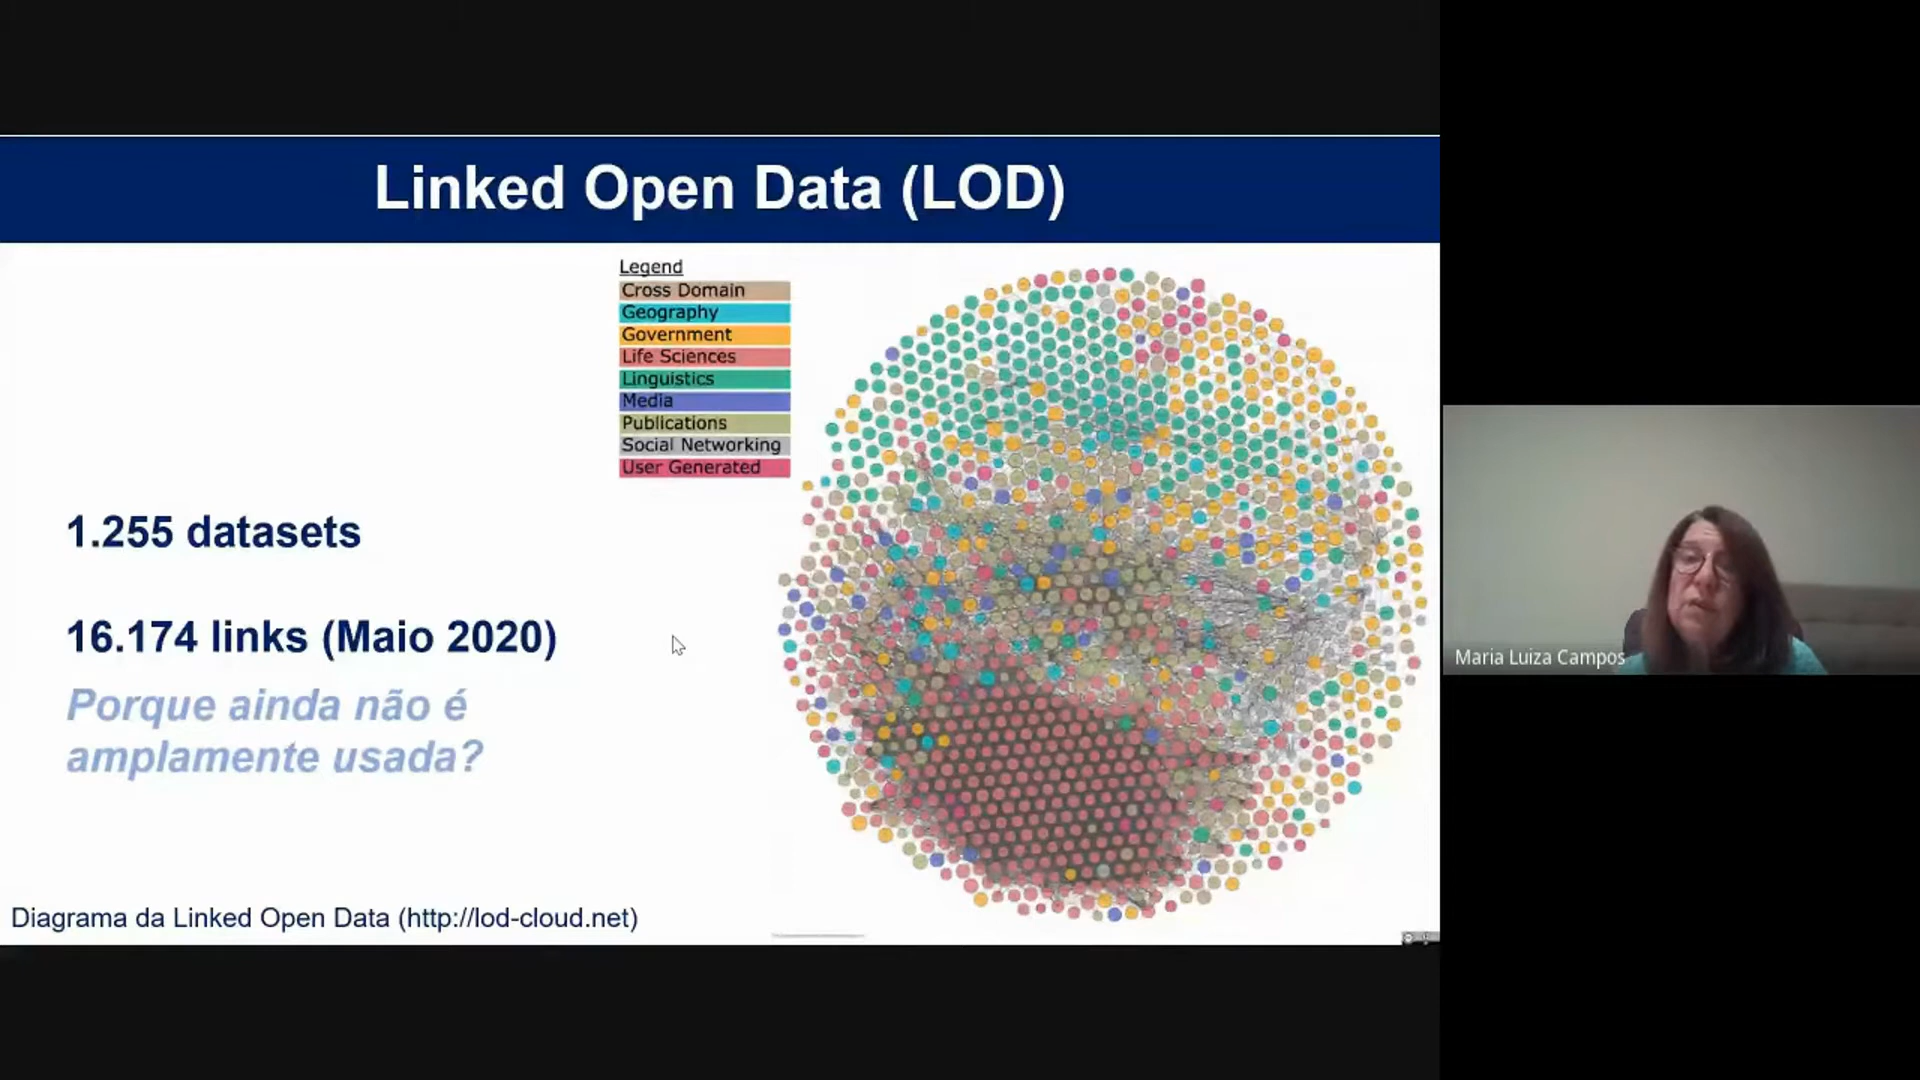 Linked Open Data (LOD)
Legend
Cross Domain
Geography
Government
Life Sciences
Linguistics
Media
Publications
Social Networking
User Generated
1.255 datasets
16.174 links (Maio 2020)
Porque ainda não é
amplamente usada?
Diagrama da Linked Open Data (http://lod-cloud.net)
Maria Luiza Campos